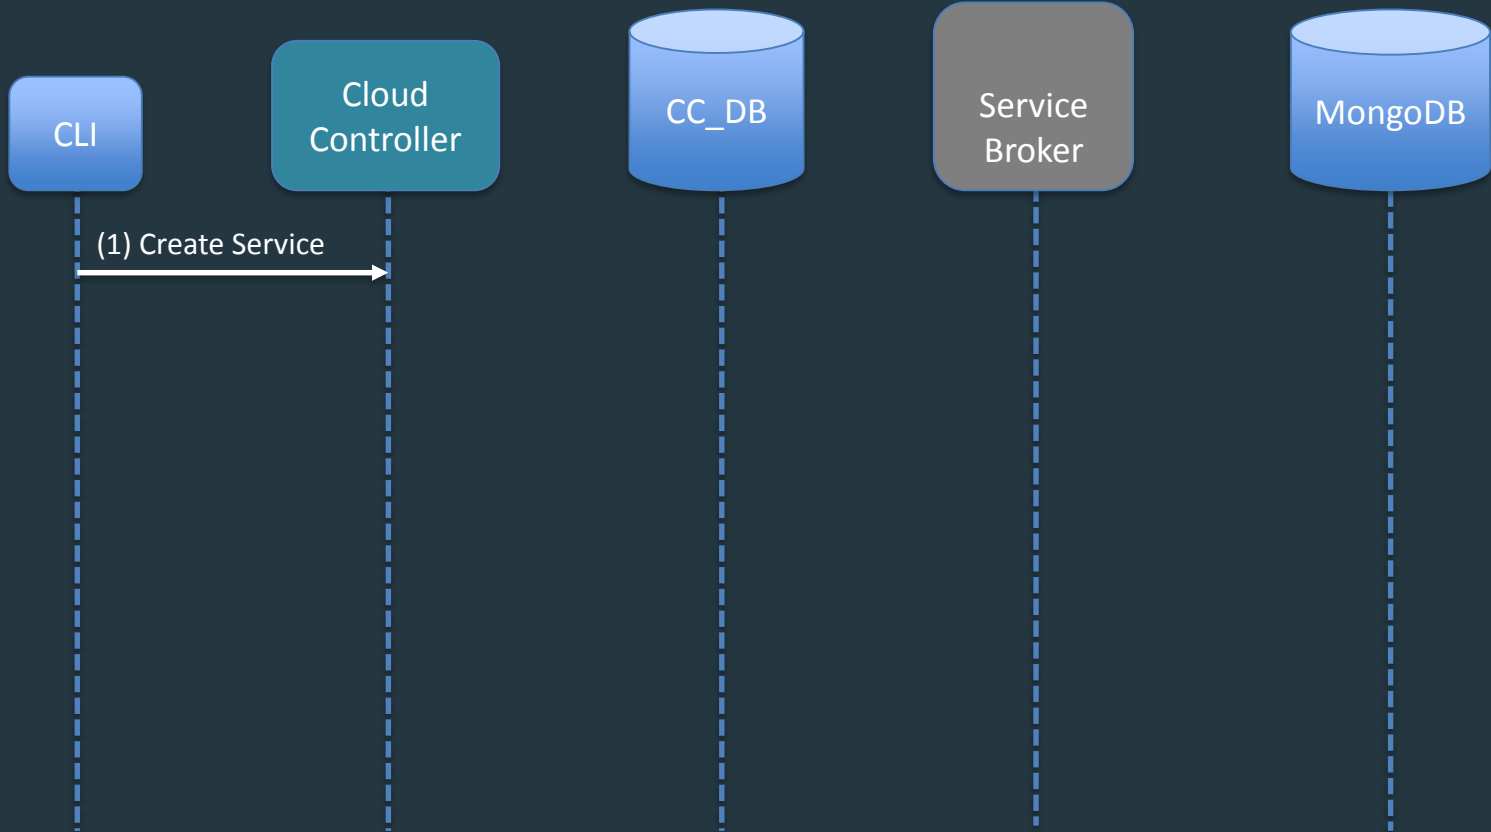 CLI
Cloud
Controller
CC_DB
Service
Broker
MongoDB
(1) Create Service